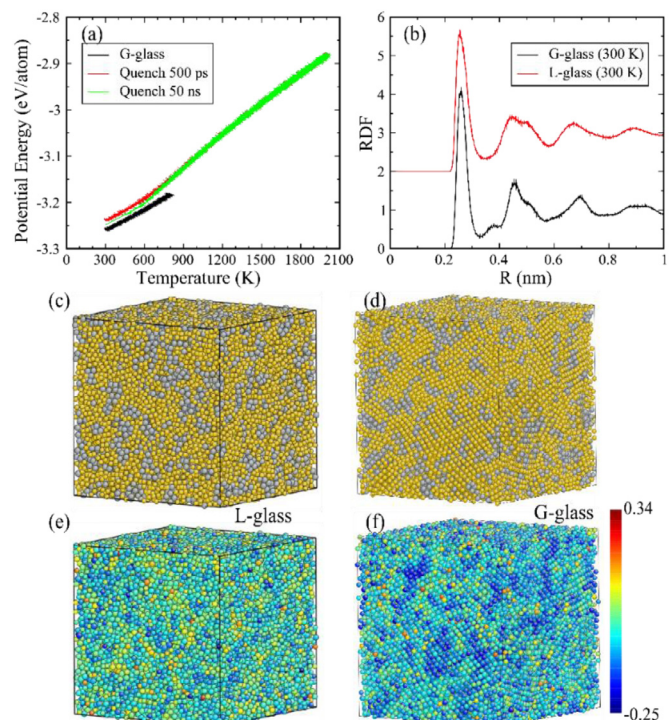 (a)
G-glass
Quench 500 ps
Quench 50 ns
Potential Energy (eV/atom)
-2.8
-2.9
-3
-3.1
-3.2
-3.3
0 300 600 900 1200 1500 1800 2100
Temperature (K)
(b)
G-glass (300 K)
L-glass (300 K)
RDF
6
5
4
3
2
1
0
0 0.2 0.4 0.6 0.8 1
R (nm)
(c)
(d)
L-glass
G-glass
(e)
(f)
0.34
-0.25